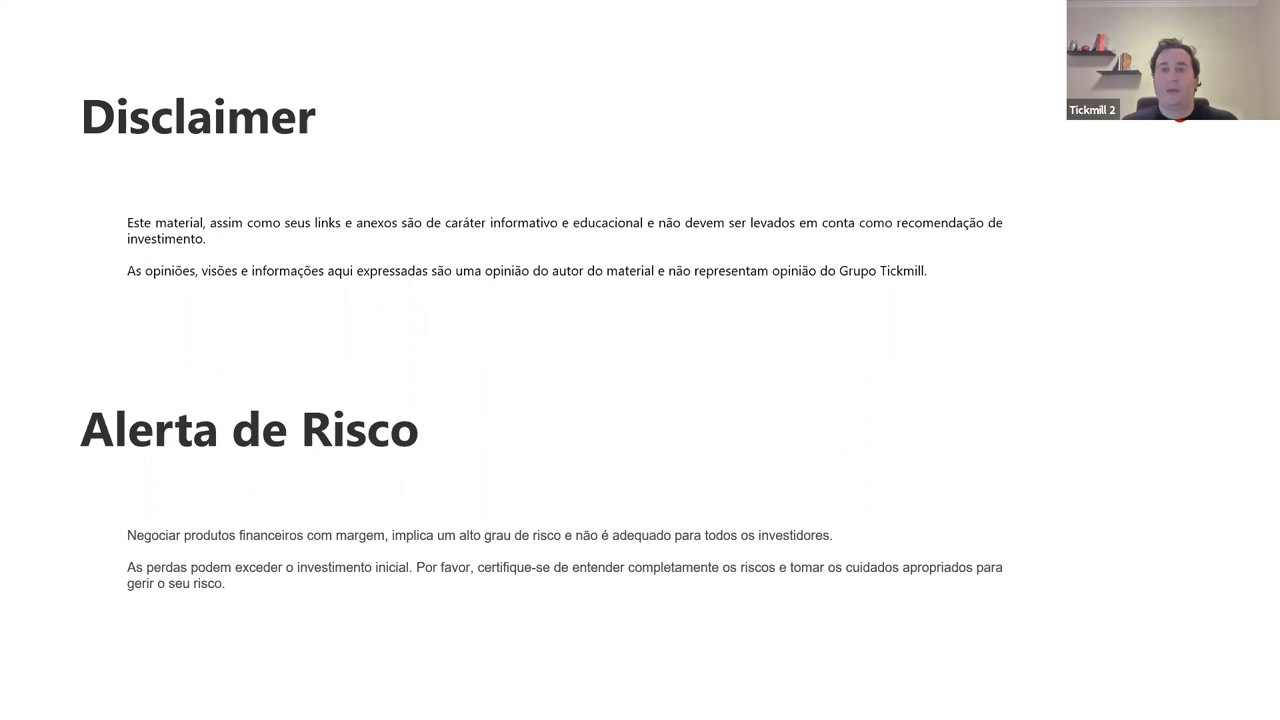 Disclaimer
Tickmill 2
Este material, assim como seus links e anexos são de caráter informativo e educacional e não devem ser levados em conta como recomendação de
investimento.
As opiniões, visões e informações aqui expressadas são uma opinião do autor do material e não representam opinião do Grupo Tickmill.
Alerta de Risco
Negociar produtos financeiros com margem, implica um alto grau de risco e não é adequado para todos os investidores.
As perdas podem exceder o investimento inicial. Por favor, certifique-se de entender completamente os riscos e tomar os cuidados apropriados para
gerir o seu risco.